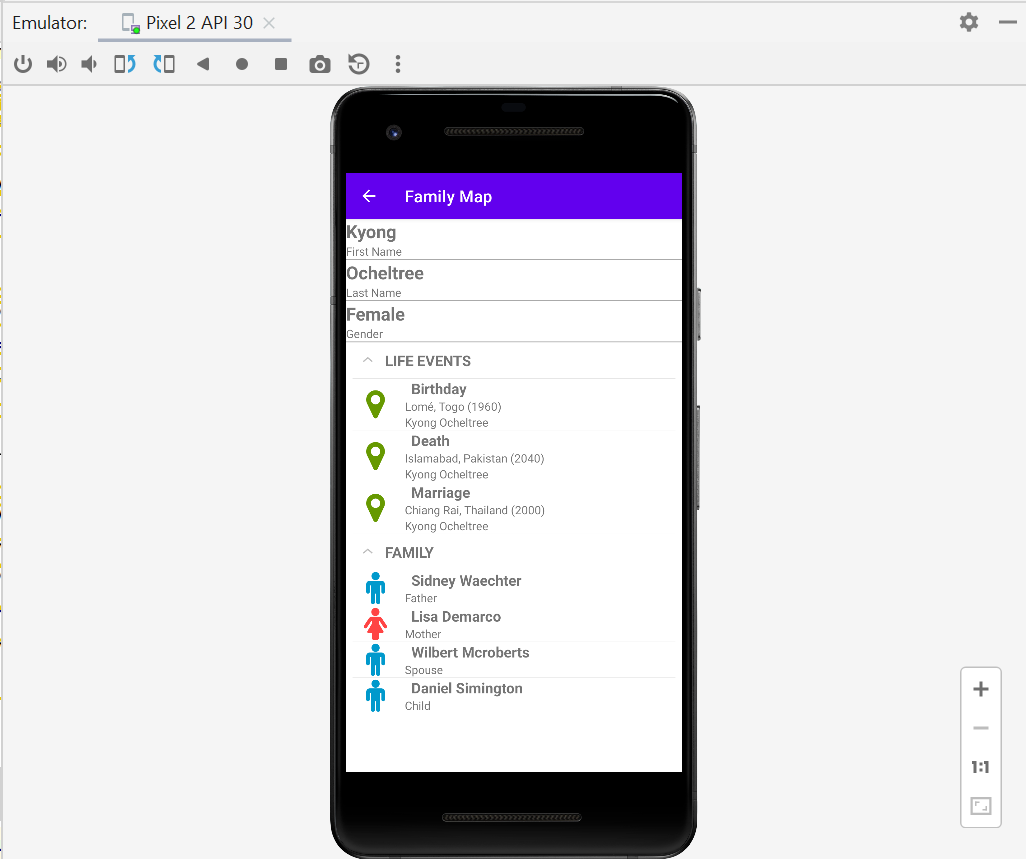 Emulator: Pixel 2 API 30
Family Map
Kyong
First Name
Ocheltree
Last Name
Female
Gender
LIFE EVENTS
Birthday
Lomé, Togo (1960)
Kyong Ocheltree
Death
Islamabad, Pakistan (2040)
Kyong Ocheltree
Marriage
Chiang Rai, Thailand (2000)
Kyong Ocheltree
FAMILY
Sidney Waechter
Father
Lisa Demarco
Mother
Wilbert Mcroberts
Spouse
Daniel Simington
Child
1:1